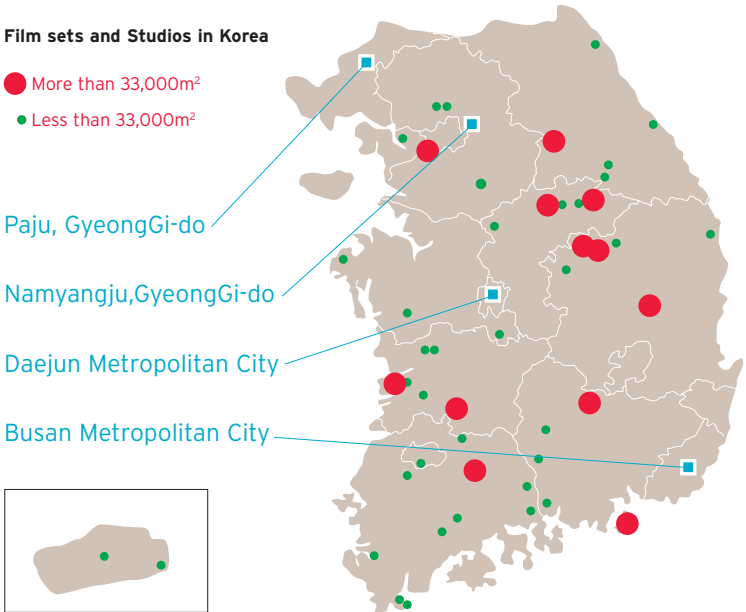 Film sets and Studios in Korea
More than 33,000m²
Less than 33,000m²
Paju, GyeongGi-do
Namyangju,GyeongGi-do
Daejun Metropolitan City
Busan Metropolitan City